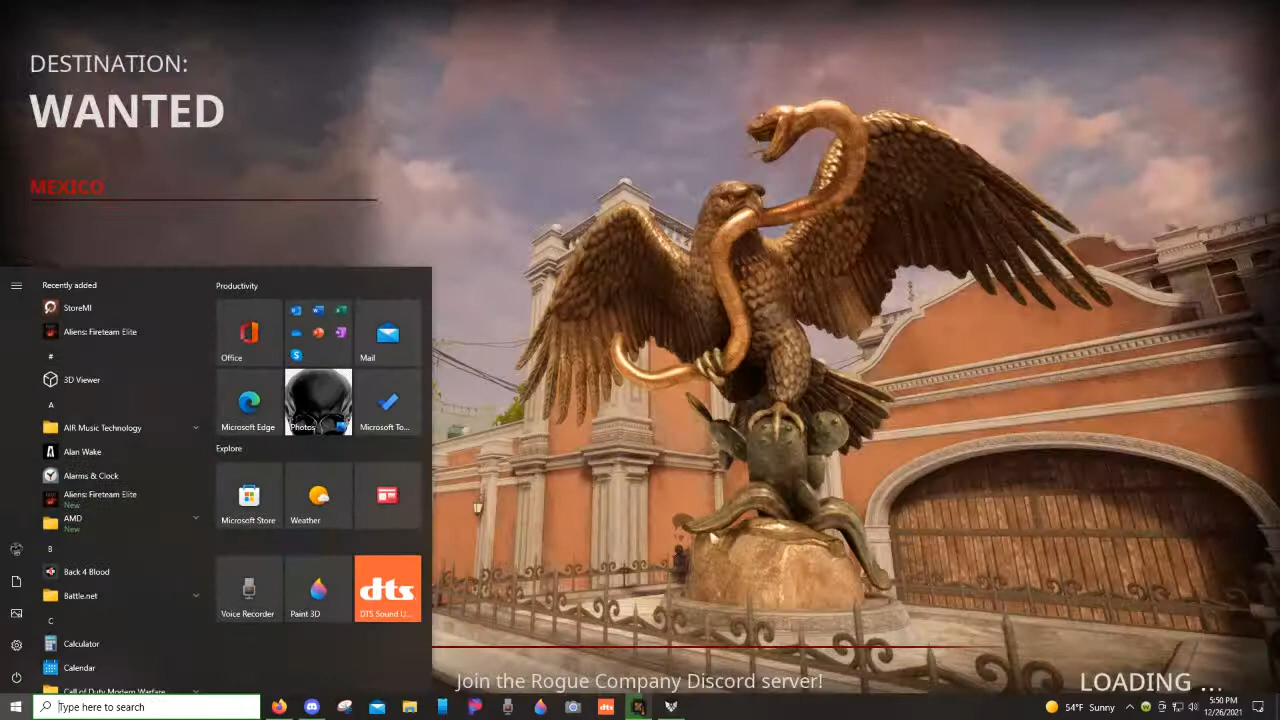 DESTINATION:
WANTED
MEXICO
Recently added
StoreMI
Aliens: Fireteam Elite
#
3D Viewer
A
AIR Music Technology
Alan Wake
Alarms & Clock
Aliens: Fireteam Elite
New
AMD
New
B
Back 4 Blood
Battle.net
C
Calculator
Calendar
Call of Duty Modern Warfare
Productivity
Office
Mail
Microsoft Edge
Photos
Microsoft To...
Explore
Microsoft Store
Weather
Voice Recorder
Paint 3D
dts
DTS Sound U...
Join the Rogue Company Discord server!
LOADING ...
Type here to search
dts
54°F Sunny
5:50 PM
12/26/2021